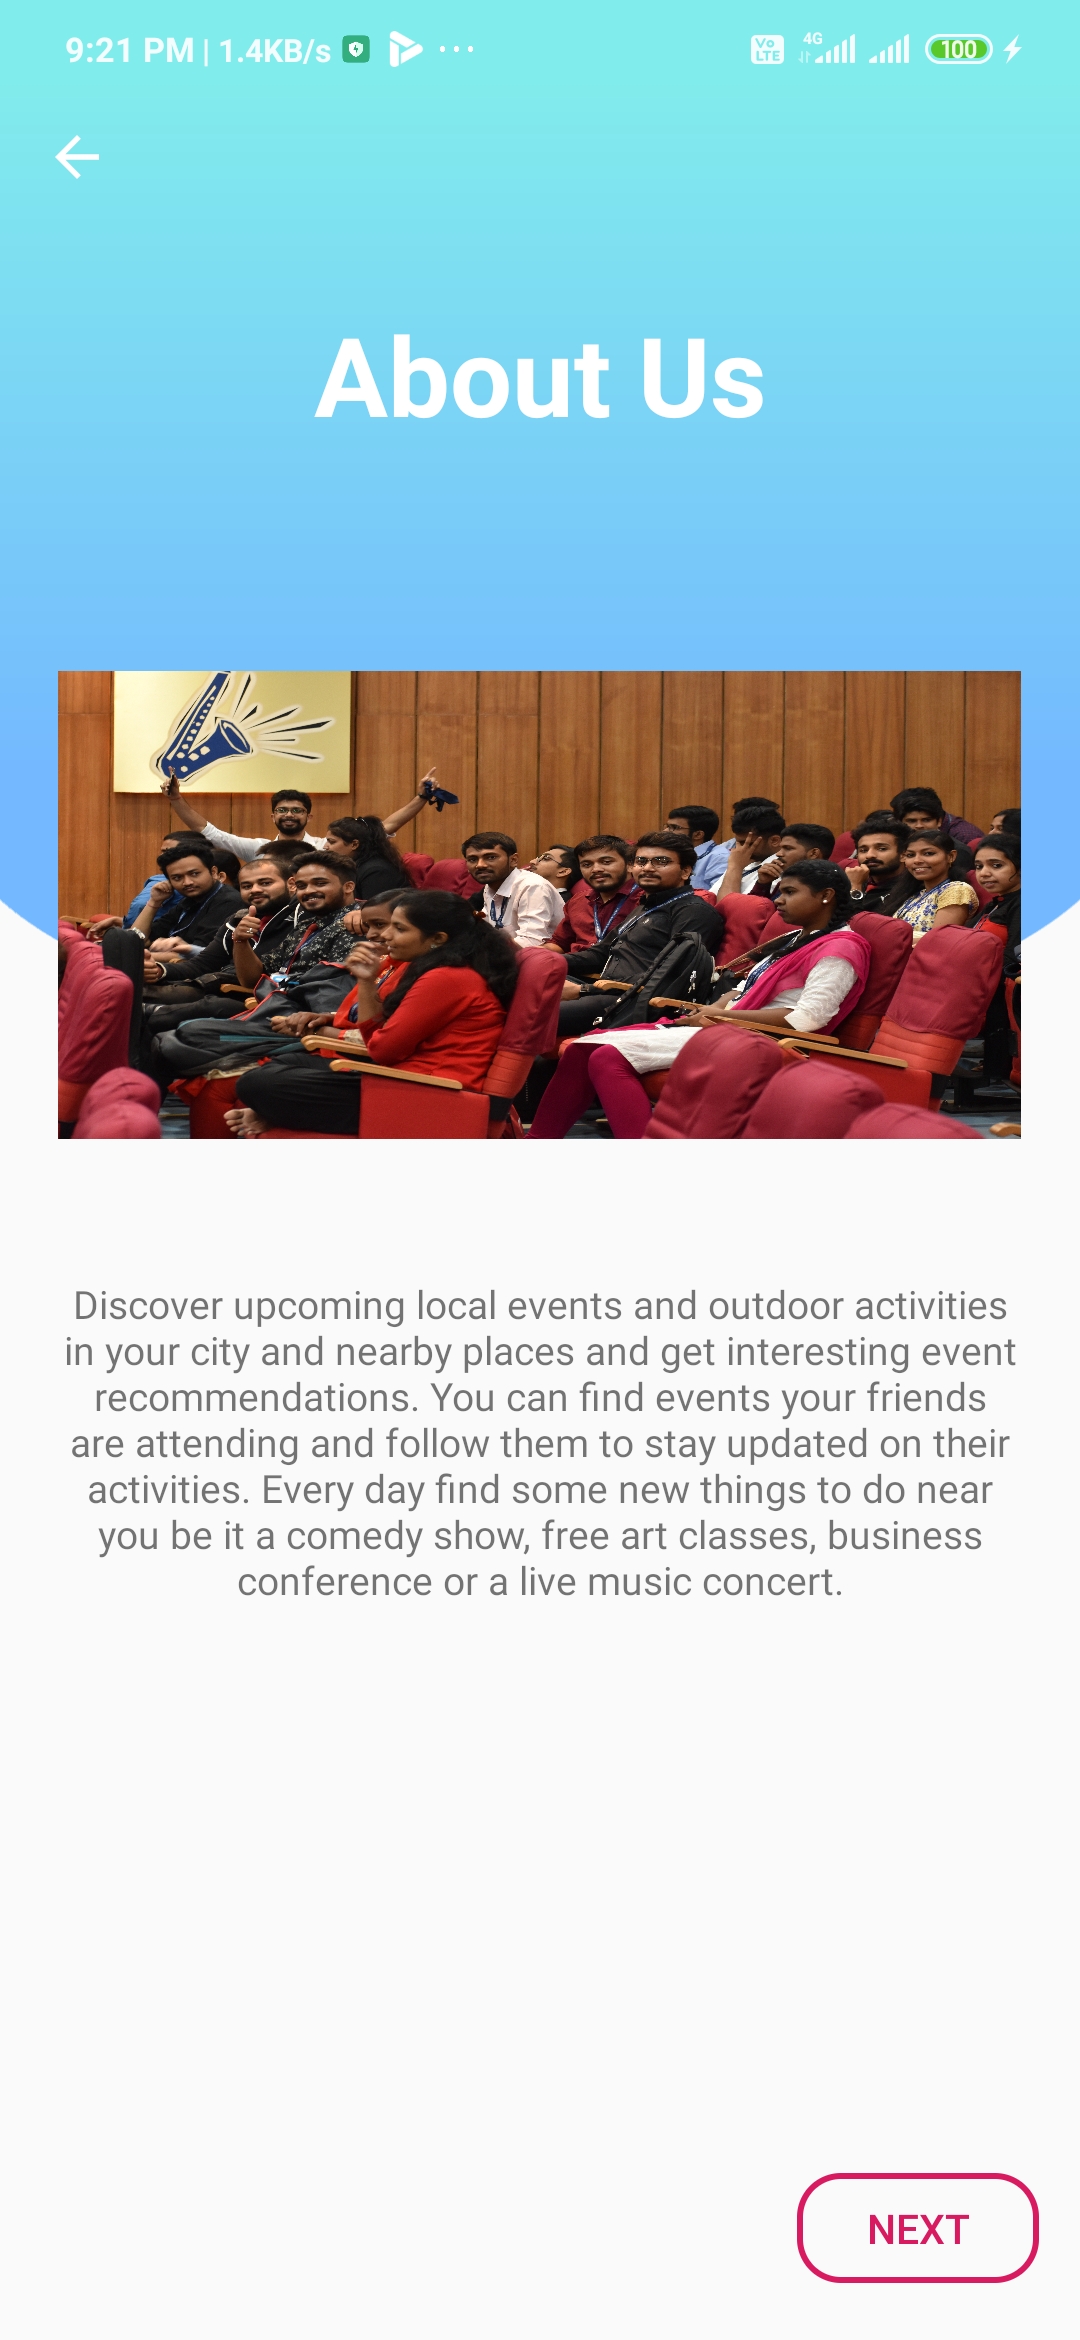 9:21 PM | 1.4KB/s ... Vo LTE 4G 100
About Us
Discover upcoming local events and outdoor activities
in your city and nearby places and get interesting event
recommendations. You can find events your friends
are attending and follow them to stay updated on their
activities. Every day find some new things to do near
you be it a comedy show, free art classes, business
conference or a live music concert.
NEXT